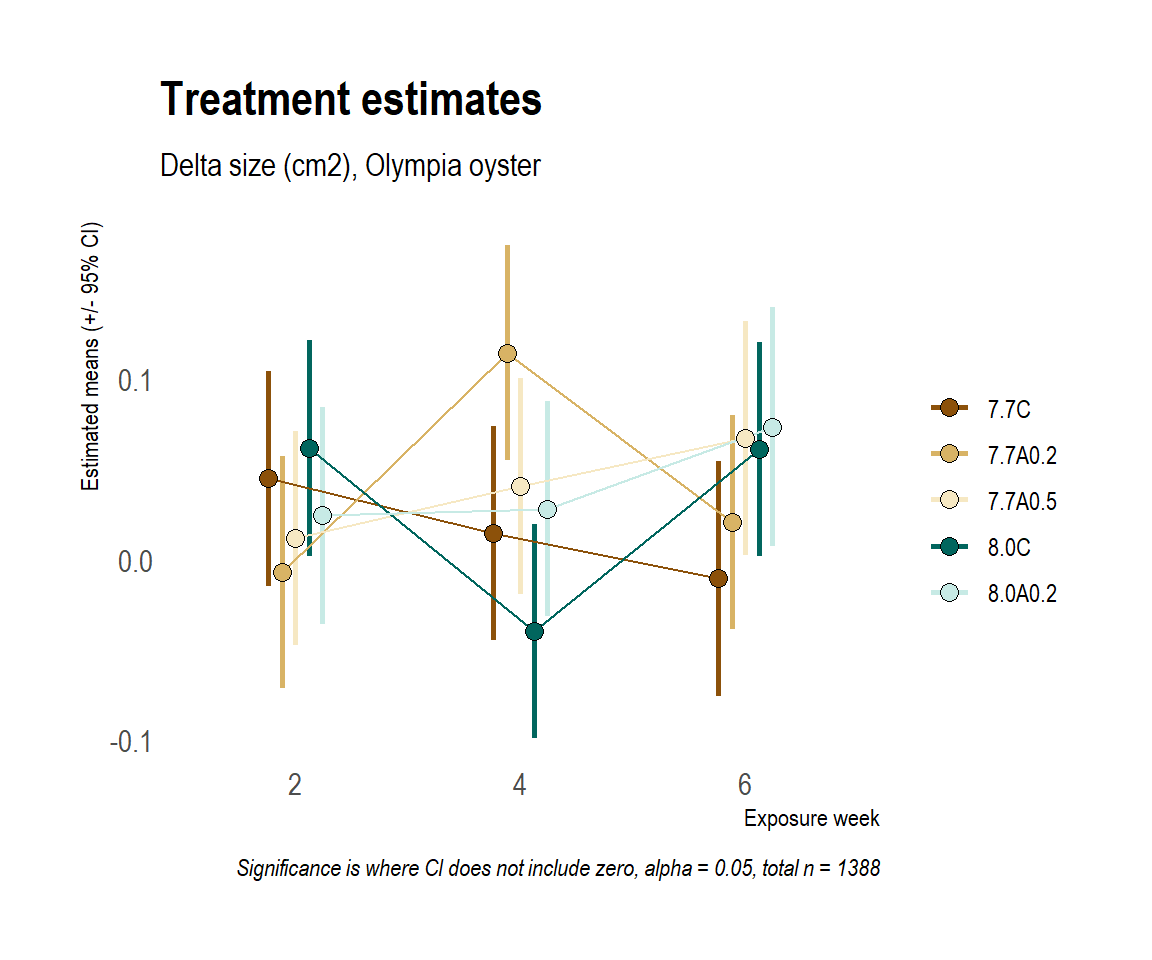 Treatment estimates
Delta size (cm2), Olympia oyster
Estimated means (+/- 95% CI)
0.1
0.0
-0.1
2 4 6
Exposure week
7.7C
7.7A0.2
7.7A0.5
8.0C
8.0A0.2
Significance is where CI does not include zero, alpha = 0.05, total n = 1388